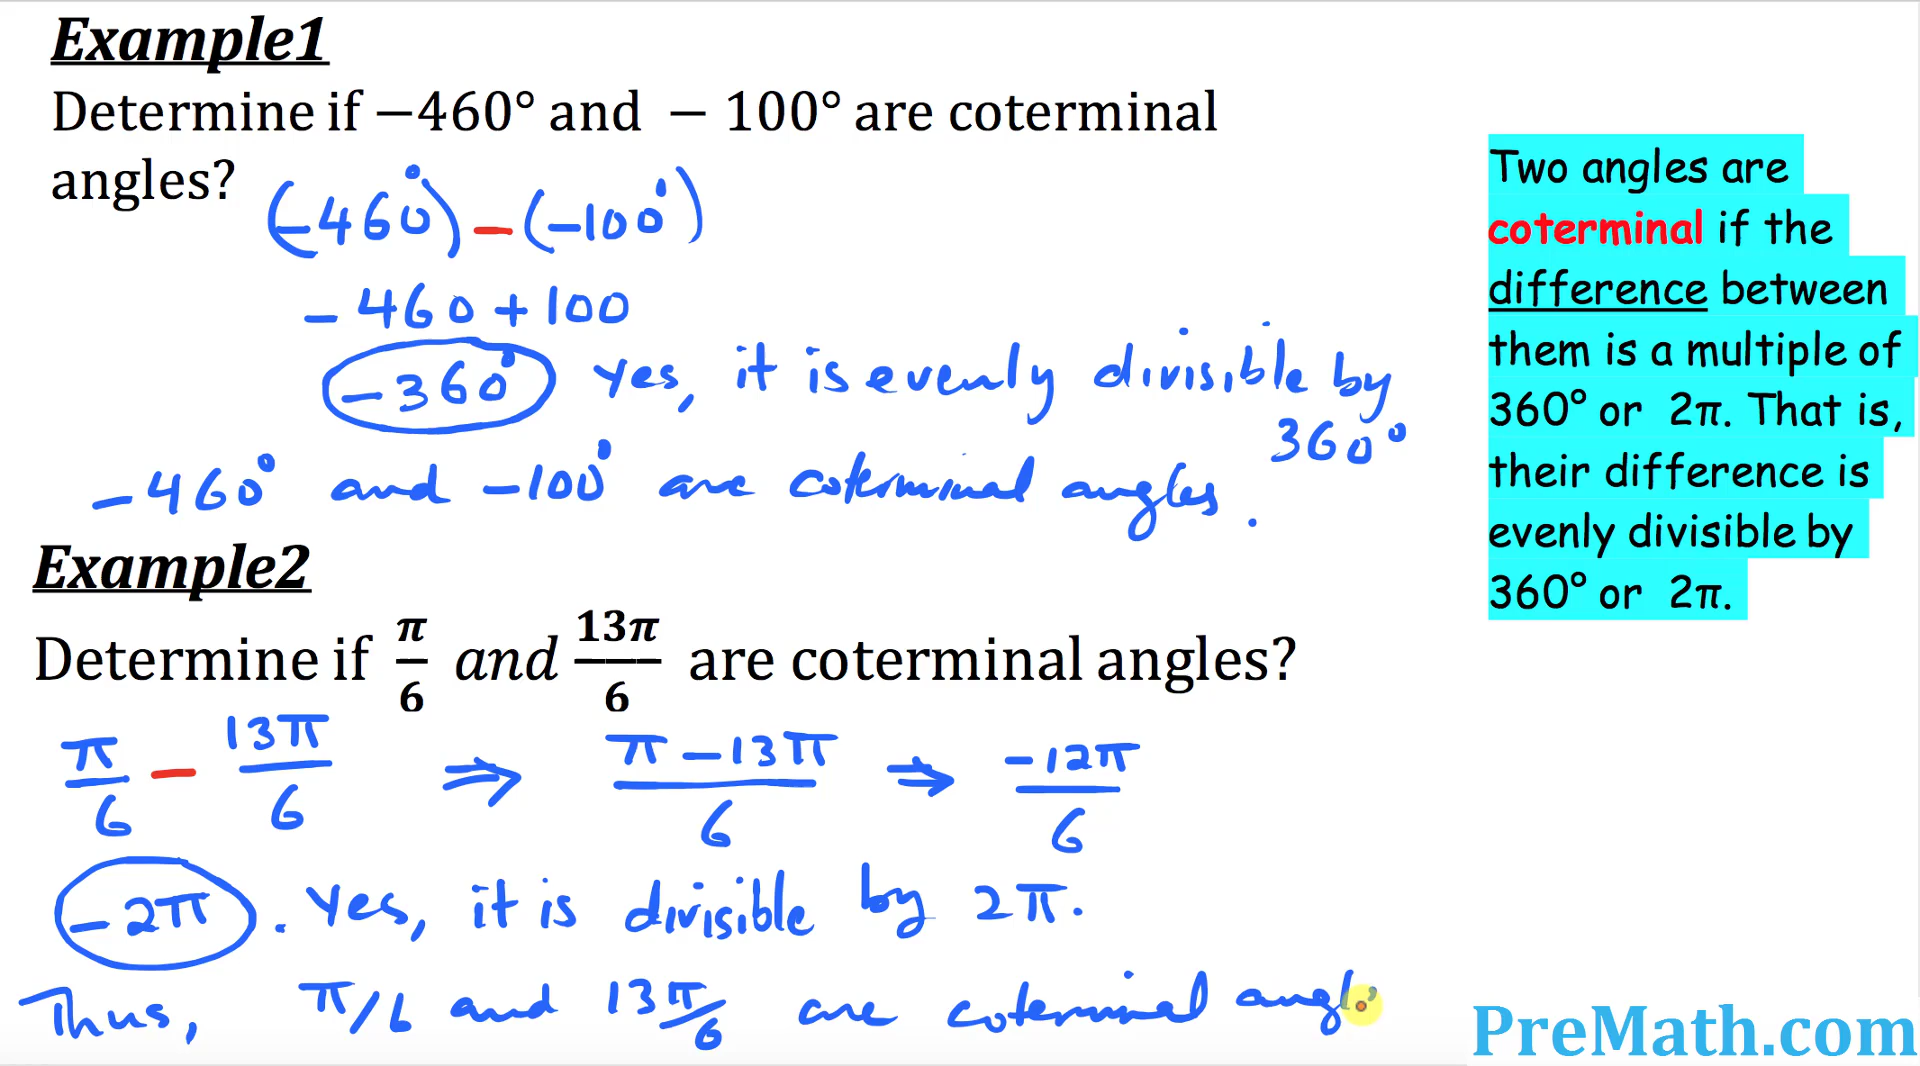 Example1
Determine if −460° and − 100° are coterminal
angles?
(−460°) − (−100°)
− 460 + 100
−360° Yes, it is evenly divisible by
360°
−460° and −100° are coterminal angles.
Example2
Determine if π/6 and 13π/6 are coterminal angles?
π/6 − 13π/6 ⇒ π − 13π/6 ⇒ −12π/6
−2π. Yes, it is divisible by 2π.
Thus, π/6 and 13π/6 are coterminal angl
Two angles are
coterminal if the
difference between
them is a multiple of
360° or 2π. That is,
their difference is
evenly divisible by
360° or 2π.
PreMath.com